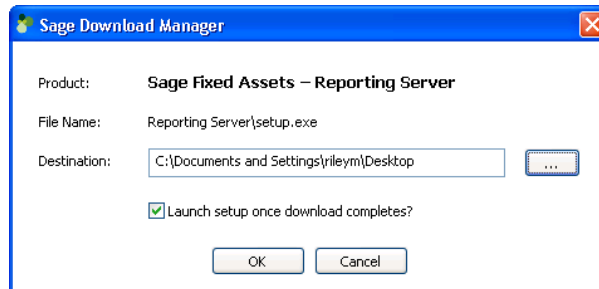 Sage Download Manager
Product: Sage Fixed Assets – Reporting Server
File Name: Reporting Server\setup.exe
Destination: C:\Documents and Settings\rileym\Desktop ...
Launch setup once download completes?
OK Cancel